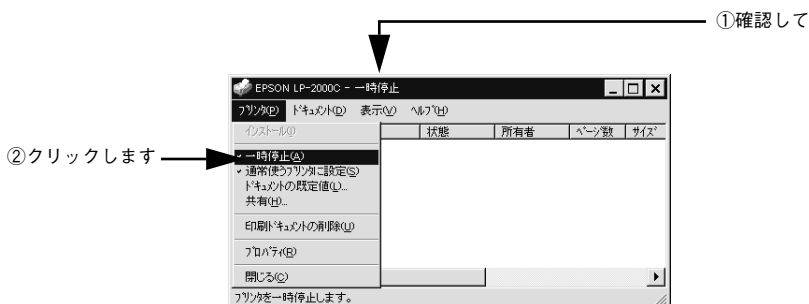 ①確認して
EPSON LP-2000C - 一時停止
プリンタ(P) ドキュメント(D) 表示(V) ヘルプ(H)
インストール(I)
状態 所有者 ページ数 サイズ
②クリックします
一時停止(A)
通常使うプリンタに設定(S)
ドキュメントの既定値(L)...
共有(H)...
印刷ドキュメントの削除(U)
プロパティ(R)
閉じる(C)
プリンタを一時停止します。